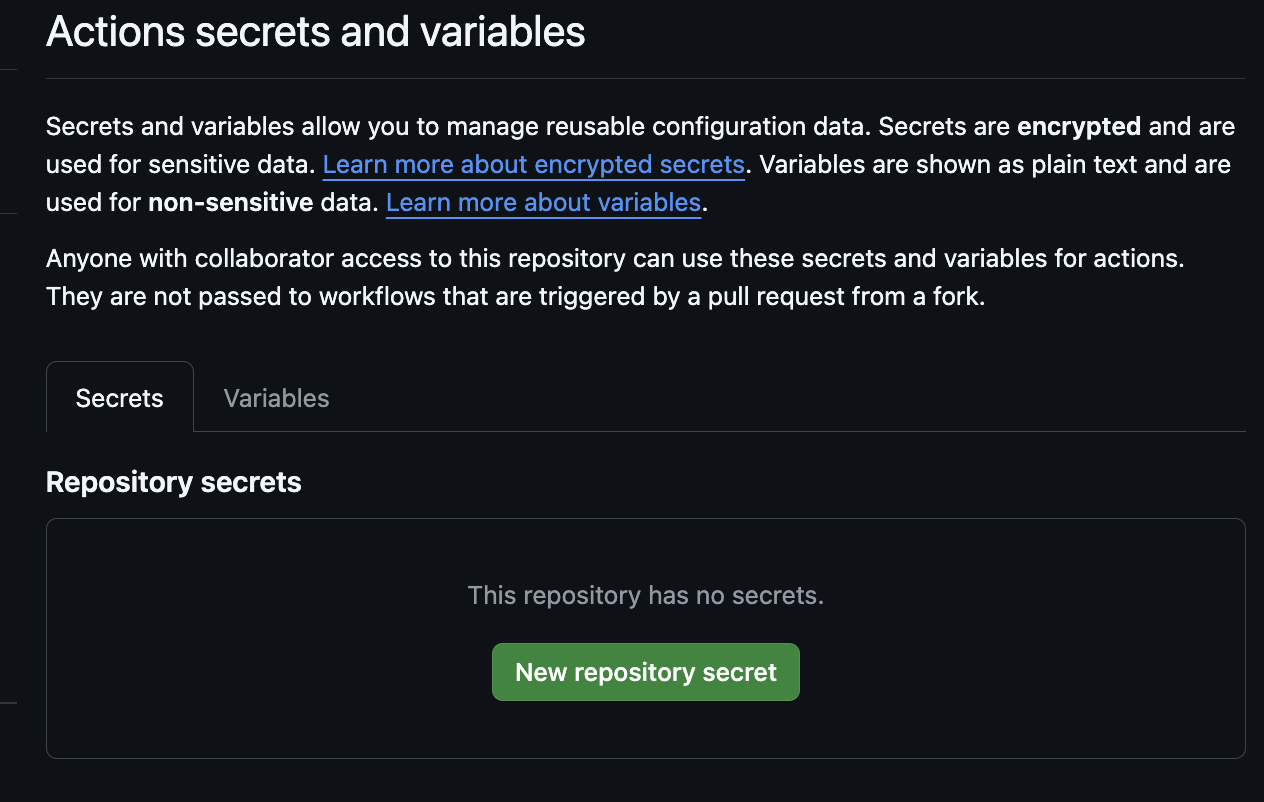 Actions secrets and variables
Secrets and variables allow you to manage reusable configuration data. Secrets are encrypted and are
used for sensitive data. Learn more about encrypted secrets. Variables are shown as plain text and are
used for non-sensitive data. Learn more about variables.
Anyone with collaborator access to this repository can use these secrets and variables for actions.
They are not passed to workflows that are triggered by a pull request from a fork.
Secrets Variables
Repository secrets
This repository has no secrets.
New repository secret